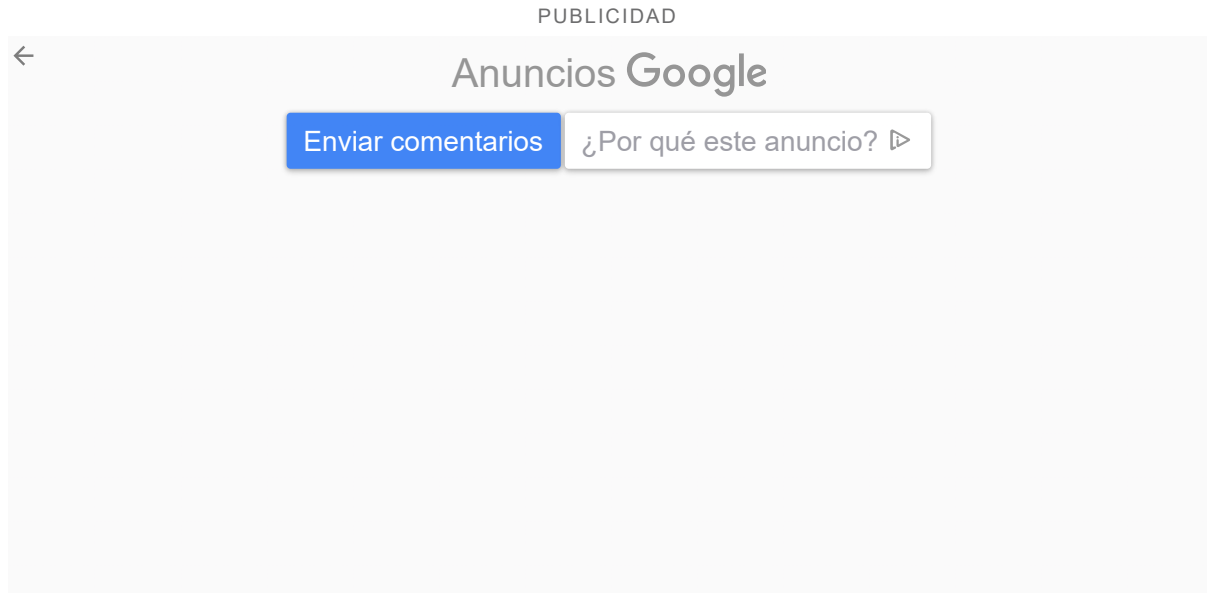 PUBLICIDAD
Anuncios Google
Enviar comentarios
¿Por qué este anuncio?